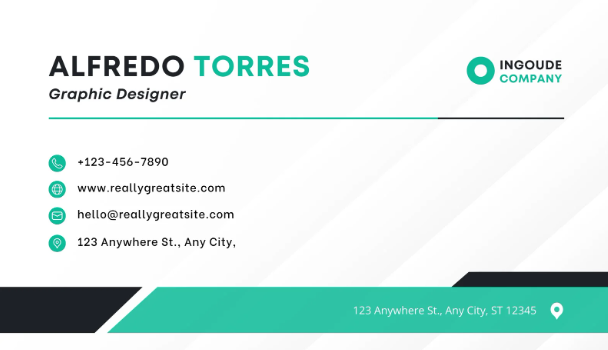 ALFREDO TORRES
Graphic Designer
INGOUDE
COMPANY
+123-456-7890
www.reallygreatsite.com
hello@reallygreatsite.com
123 Anywhere St., Any City,
123 Anywhere St., Any City, ST 12345